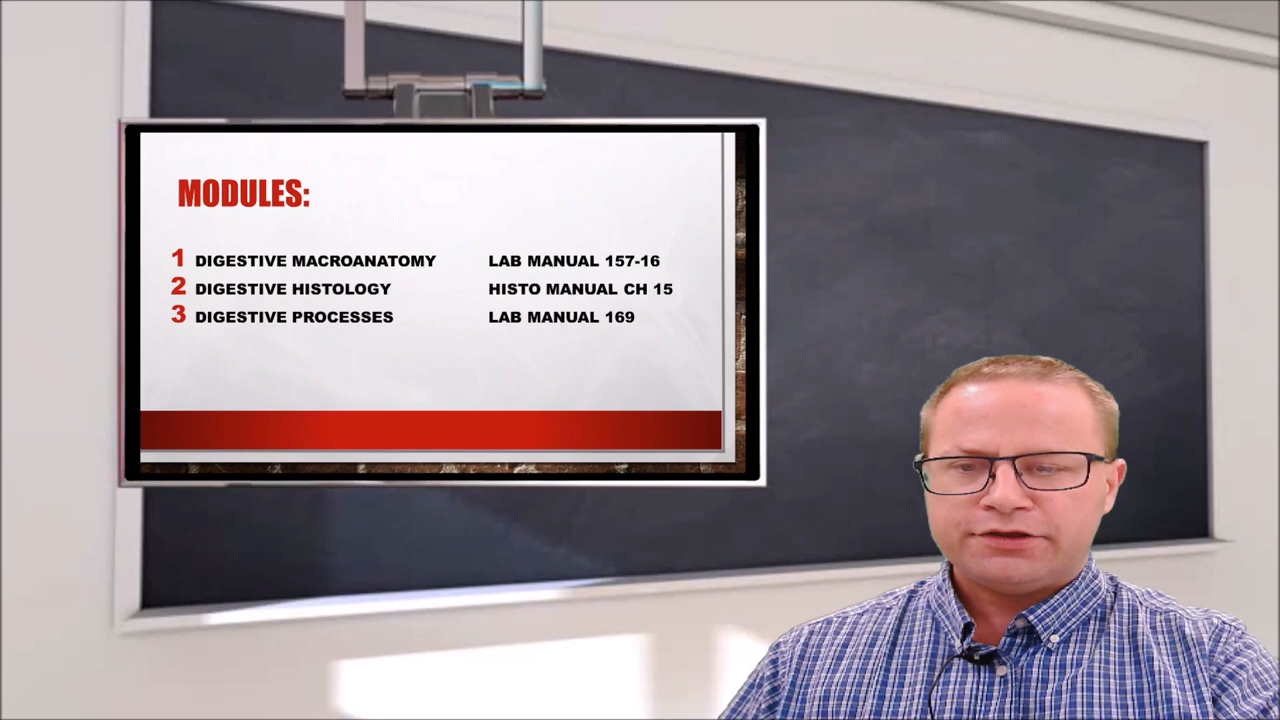 MODULES:
1 DIGESTIVE MACROANATOMY LAB MANUAL 157-16
2 DIGESTIVE HISTOLOGY HISTO MANUAL CH 15
3 DIGESTIVE PROCESSES LAB MANUAL 169